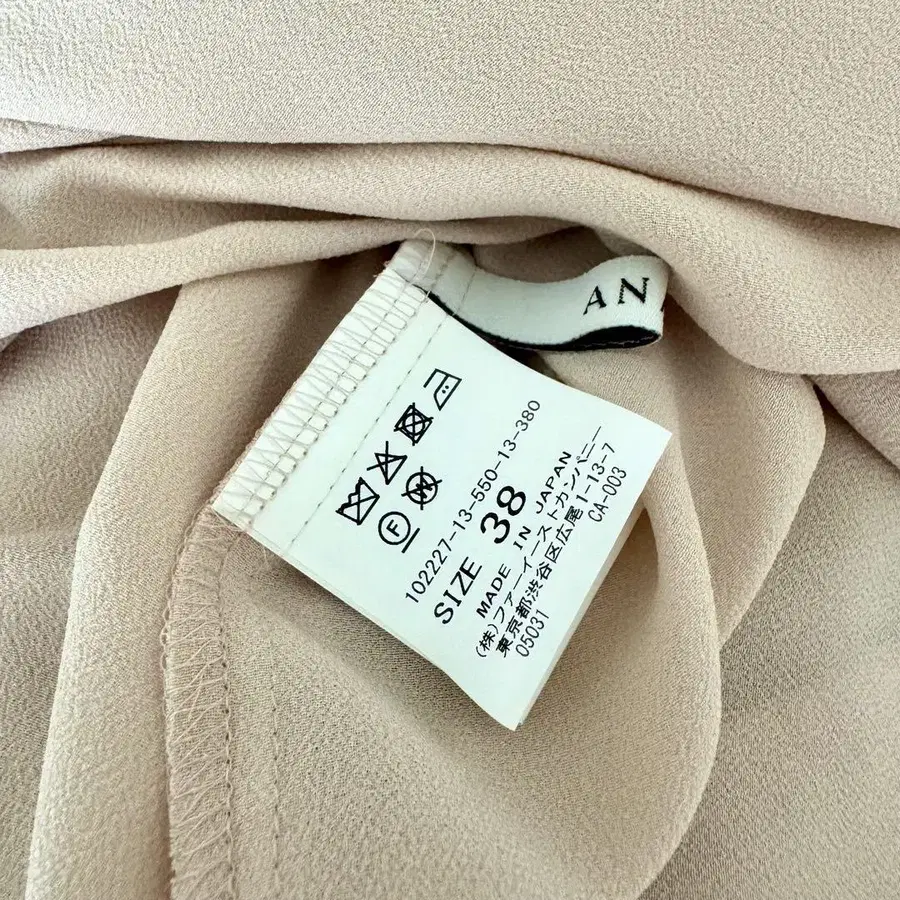 AN
102227-13-550-13-380
SIZE 38
MADE IN JAPAN
(株)ファーイーストカンパニー
東京都渋谷区広尾1-13-7
05031 CA-003
F
W